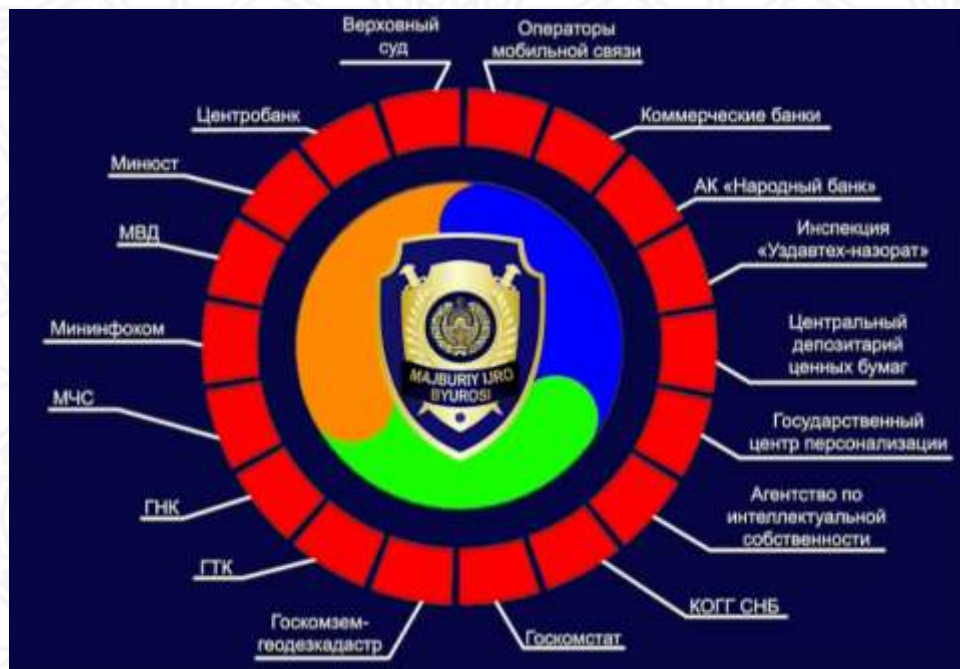 Верховный
суд
Операторы
мобильной связи
Центробанк
Коммерческие банки
Минюст
АК «Народный банк»
МВД
Инспекция
«Уздавтех-назорат»
Мининфоком
Центральный
депозитарий
ценных бумаг
МЧС
Государственный
центр персонализации
MAJBURIY IJRO
BYUROSI
ГНК
Агентство по
интеллектуальной
собственности
ГТК
КОГГ СНБ
Госкомзем-
геодезкадастр
Госкомстат